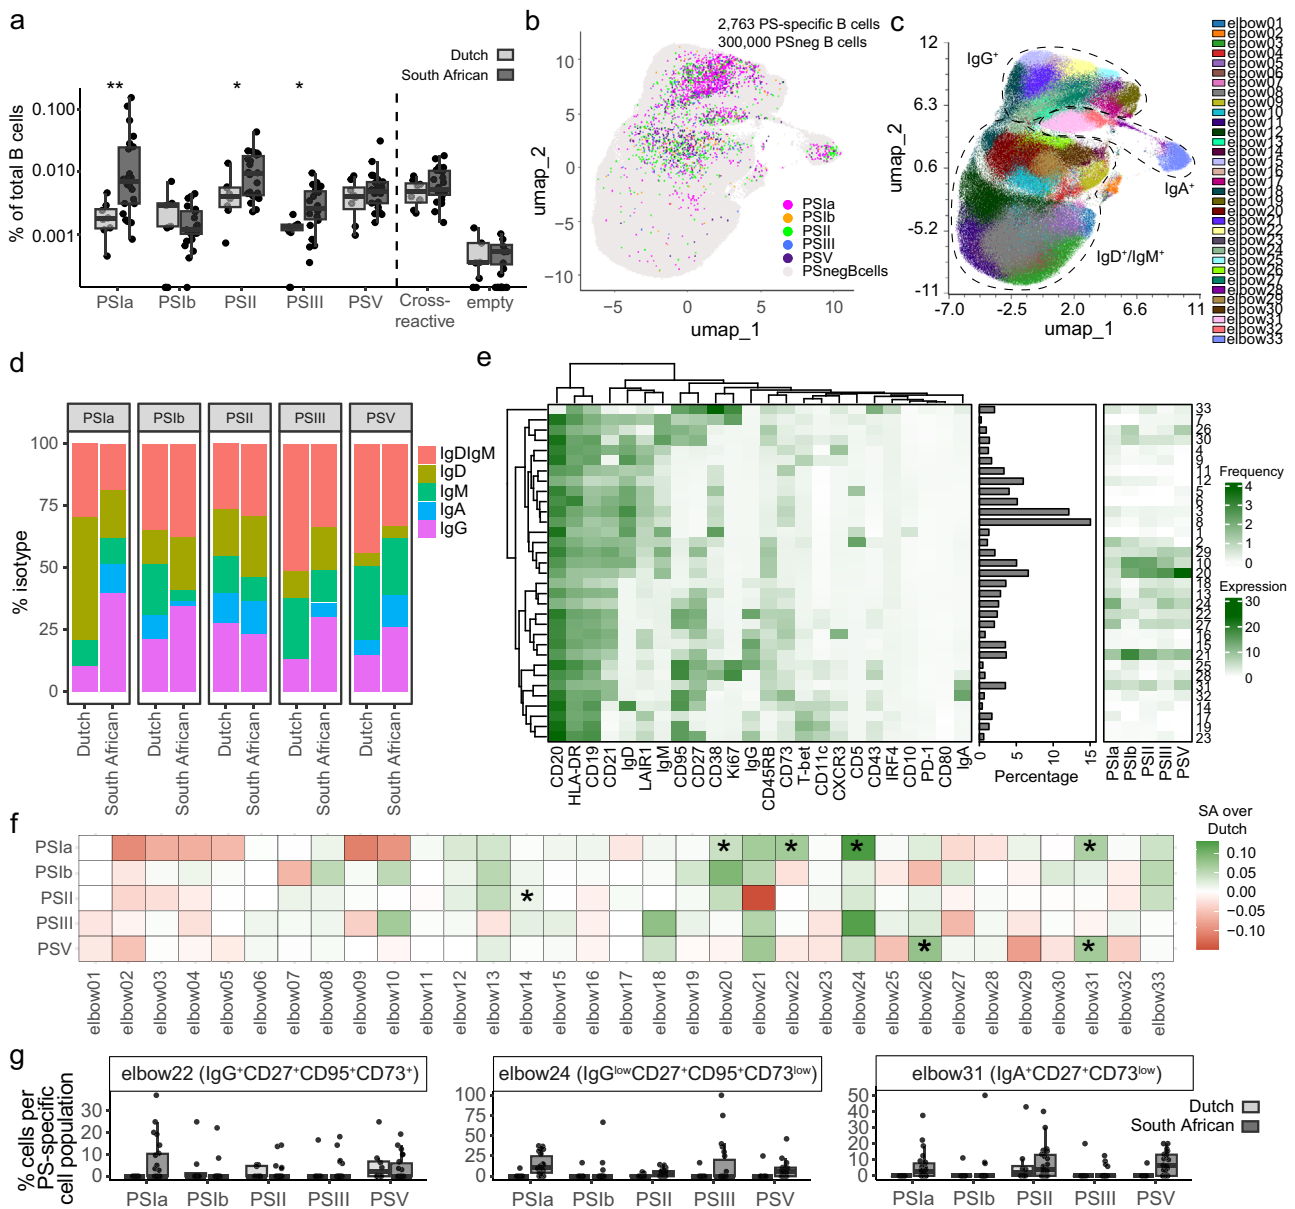 a
Dutch
South African
% of total B cells
0.100
0.010
0.001
** * *
PSIa PSIb PSII PSIII PSV Cross-reactive empty
b
2,763 PS-specific B cells
300,000 PSneg B cells
umap_2
10
5
0
−5
−10
PSIa
PSIb
PSII
PSIII
PSV
PSnegBcells
−5 0 5 10
umap_1
c
umap_2
12
6.3
0.6
-5.2
-11
IgG+
IgA+
IgD+/IgM+
-7.0 -2.5 2.0 6.6 11
umap_1
elbow01
elbow02
elbow03
elbow04
elbow05
elbow06
elbow07
elbow08
elbow09
elbow10
elbow11
elbow12
elbow13
elbow14
elbow15
elbow16
elbow17
elbow18
elbow19
elbow20
elbow21
elbow22
elbow23
elbow24
elbow25
elbow26
elbow27
elbow28
elbow29
elbow30
elbow31
elbow32
elbow33
d
PSIa PSIb PSII PSIII PSV
% isotype
100
75
50
25
0
IgDIgM
IgD
IgM
IgA
IgG
Dutch South African Dutch South African Dutch South African Dutch South African Dutch South African
e
33
7
26
30
4
9
11
12
5
6
3
8
1
2
29
10
20
18
13
24
22
27
16
15
21
25
28
31
32
14
17
19
23
CD20 HLA-DR CD19 CD21 IgD LAIR1 IgM CD95 CD27 CD38 Ki67 IgG CD45RB CD73 T-bet CD11c CXCR3 CD5 CD43 IRF4 CD10 PD-1 CD80 IgA
0 5 10 15
Percentage
PSIa PSIb PSII PSIII PSV
Frequency
4
3
2
1
0
Expression
30
20
10
0
f
PSIa * * * *
PSIb
PSII *
PSIII
PSV * *
elbow01 elbow02 elbow03 elbow04 elbow05 elbow06 elbow07 elbow08 elbow09 elbow10 elbow11 elbow12 elbow13 elbow14 elbow15 elbow16 elbow17 elbow18 elbow19 elbow20 elbow21 elbow22 elbow23 elbow24 elbow25 elbow26 elbow27 elbow28 elbow29 elbow30 elbow31 elbow32 elbow33
SA over
Dutch
0.10
0.05
0.00
−0.05
−0.10
g
% cells per
PS-specific
cell population
elbow22 (IgG+CD27+CD95+CD73+)
30
20
10
0
PSIa PSIb PSII PSIII PSV
elbow24 (IgGlowCD27+CD95+CD73low)
100
75
50
25
0
PSIa PSIb PSII PSIII PSV
elbow31 (IgA+CD27+CD73low)
50
40
30
20
10
0
Dutch
South African
PSIa PSIb PSII PSIII PSV